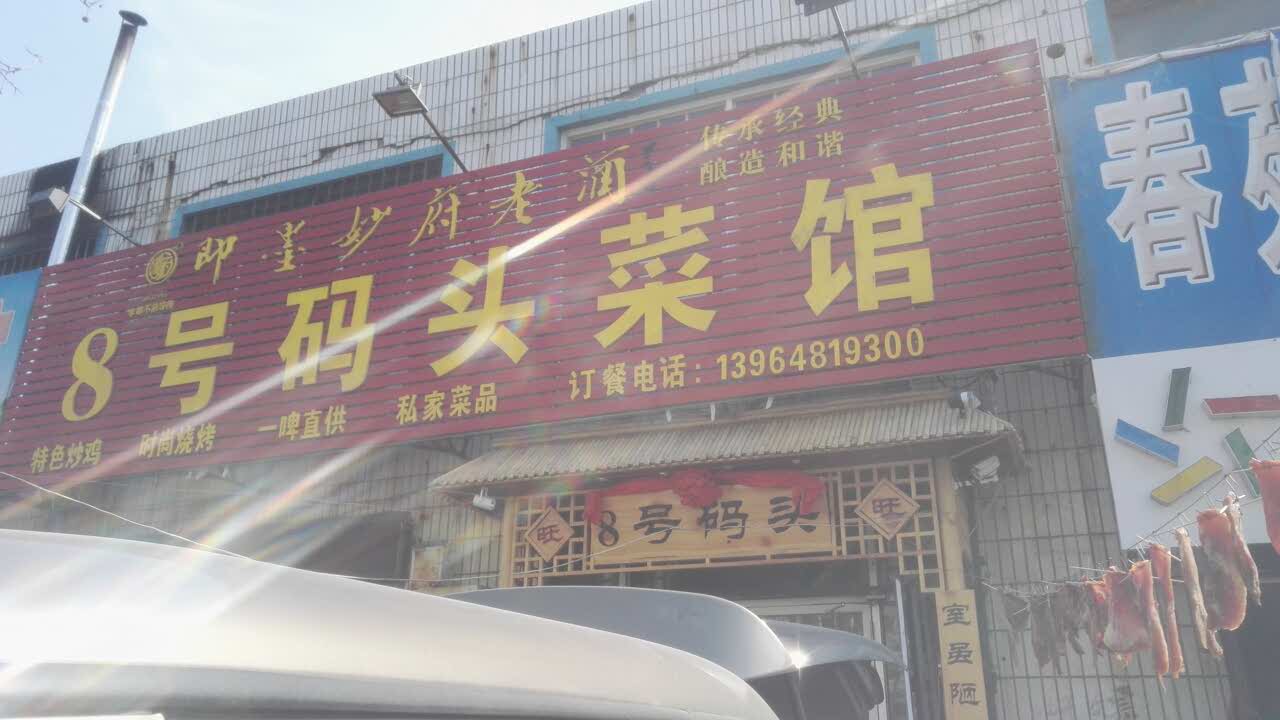 即墨妙府老酒
传承经典
酿造和谐
8号码头菜馆
特色炒鸡 时尚烧烤 一啤直供 私家菜品 订餐电话：13964819300
旺 8号码头 旺
室虽陋
春